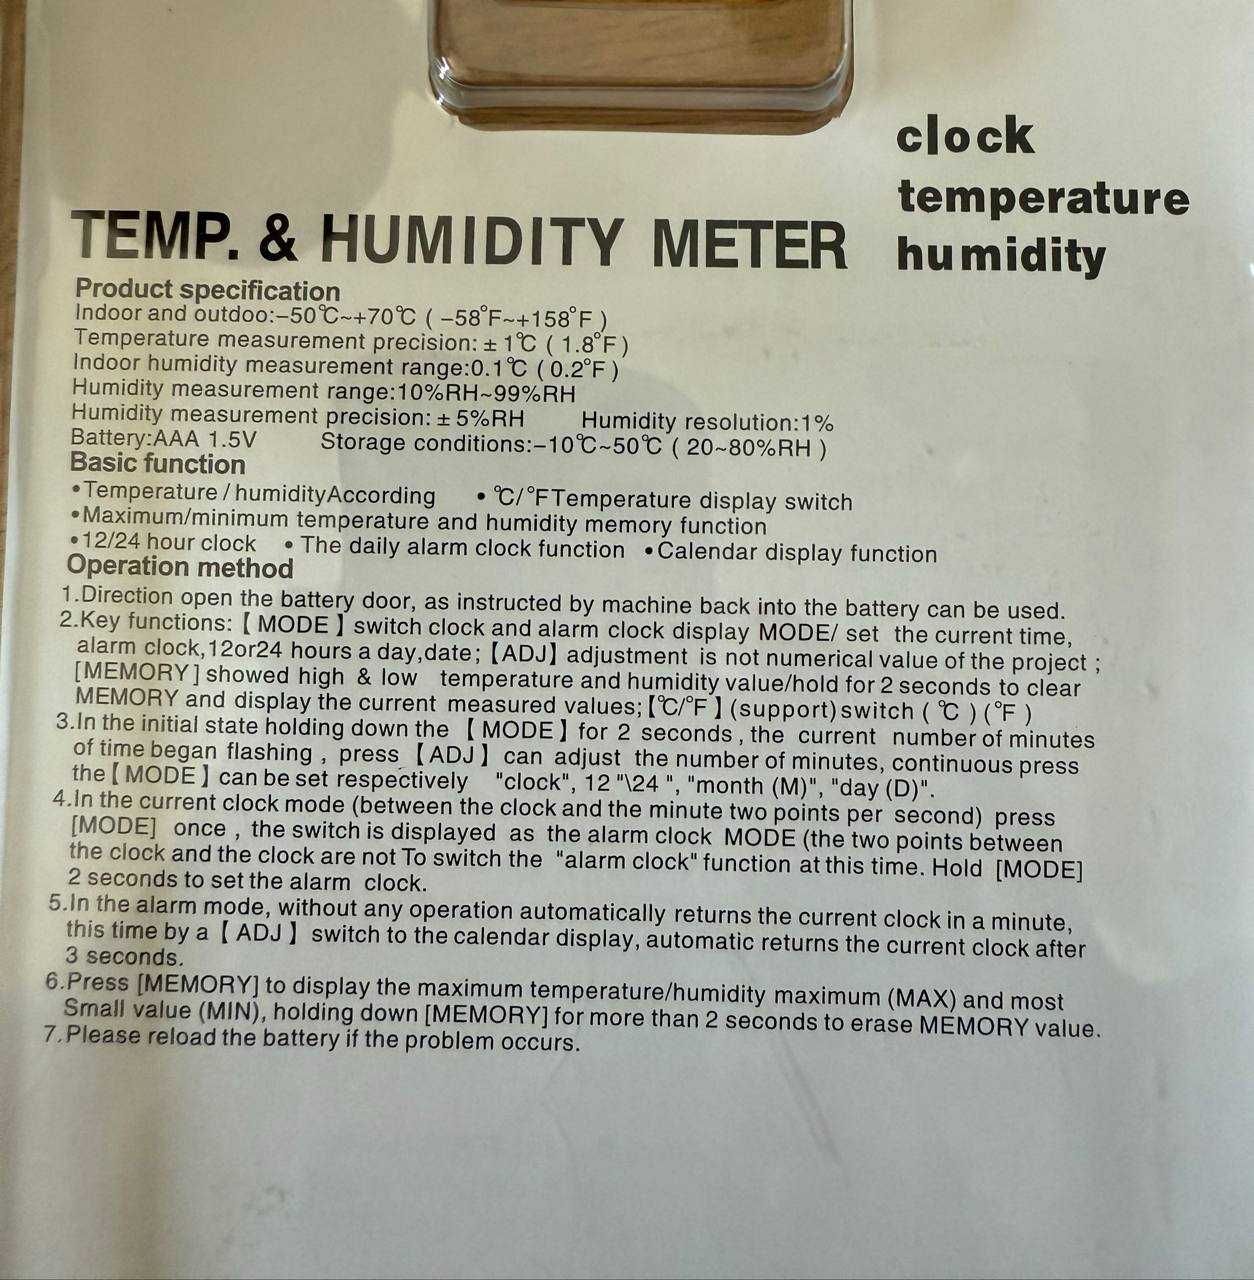 clock
temperature
humidity
TEMP. & HUMIDITY METER
Product specification
Indoor and outdoo:−50℃~+70℃ ( −58°F~+158°F )
Temperature measurement precision: ± 1℃ ( 1.8°F )
Indoor humidity measurement range:0.1℃ ( 0.2°F )
Humidity measurement range:10%RH~99%RH
Humidity measurement precision: ± 5%RH Humidity resolution:1%
Battery:AAA 1.5V Storage conditions:−10℃~50℃ ( 20~80%RH )
Basic function
•Temperature / humidityAccording • ℃/°FTemperature display switch
•Maximum/minimum temperature and humidity memory function
•12/24 hour clock • The daily alarm clock function •Calendar display function
Operation method
1.Direction open the battery door, as instructed by machine back into the battery can be used.
2.Key functions:【 MODE 】switch clock and alarm clock display MODE/ set the current time,
alarm clock,12or24 hours a day,date;【ADJ】adjustment is not numerical value of the project ;
[MEMORY] showed high & low temperature and humidity value/hold for 2 seconds to clear
MEMORY and display the current measured values;【℃/°F 】(support) switch ( ℃ ) (°F )
3.In the initial state holding down the 【 MODE】for 2 seconds , the current number of minutes
of time began flashing , press 【ADJ】 can adjust the number of minutes, continuous press
the【 MODE 】can be set respectively "clock", 12 "\24 ", "month (M)", "day (D)".
4.In the current clock mode (between the clock and the minute two points per second) press
[MODE] once , the switch is displayed as the alarm clock MODE (the two points between
the clock and the clock are not To switch the "alarm clock" function at this time. Hold [MODE]
2 seconds to set the alarm clock.
5.In the alarm mode, without any operation automatically returns the current clock in a minute,
this time by a【 ADJ 】 switch to the calendar display, automatic returns the current clock after
3 seconds.
6.Press [MEMORY] to display the maximum temperature/humidity maximum (MAX) and most
Small value (MIN), holding down [MEMORY] for more than 2 seconds to erase MEMORY value.
7.Please reload the battery if the problem occurs.